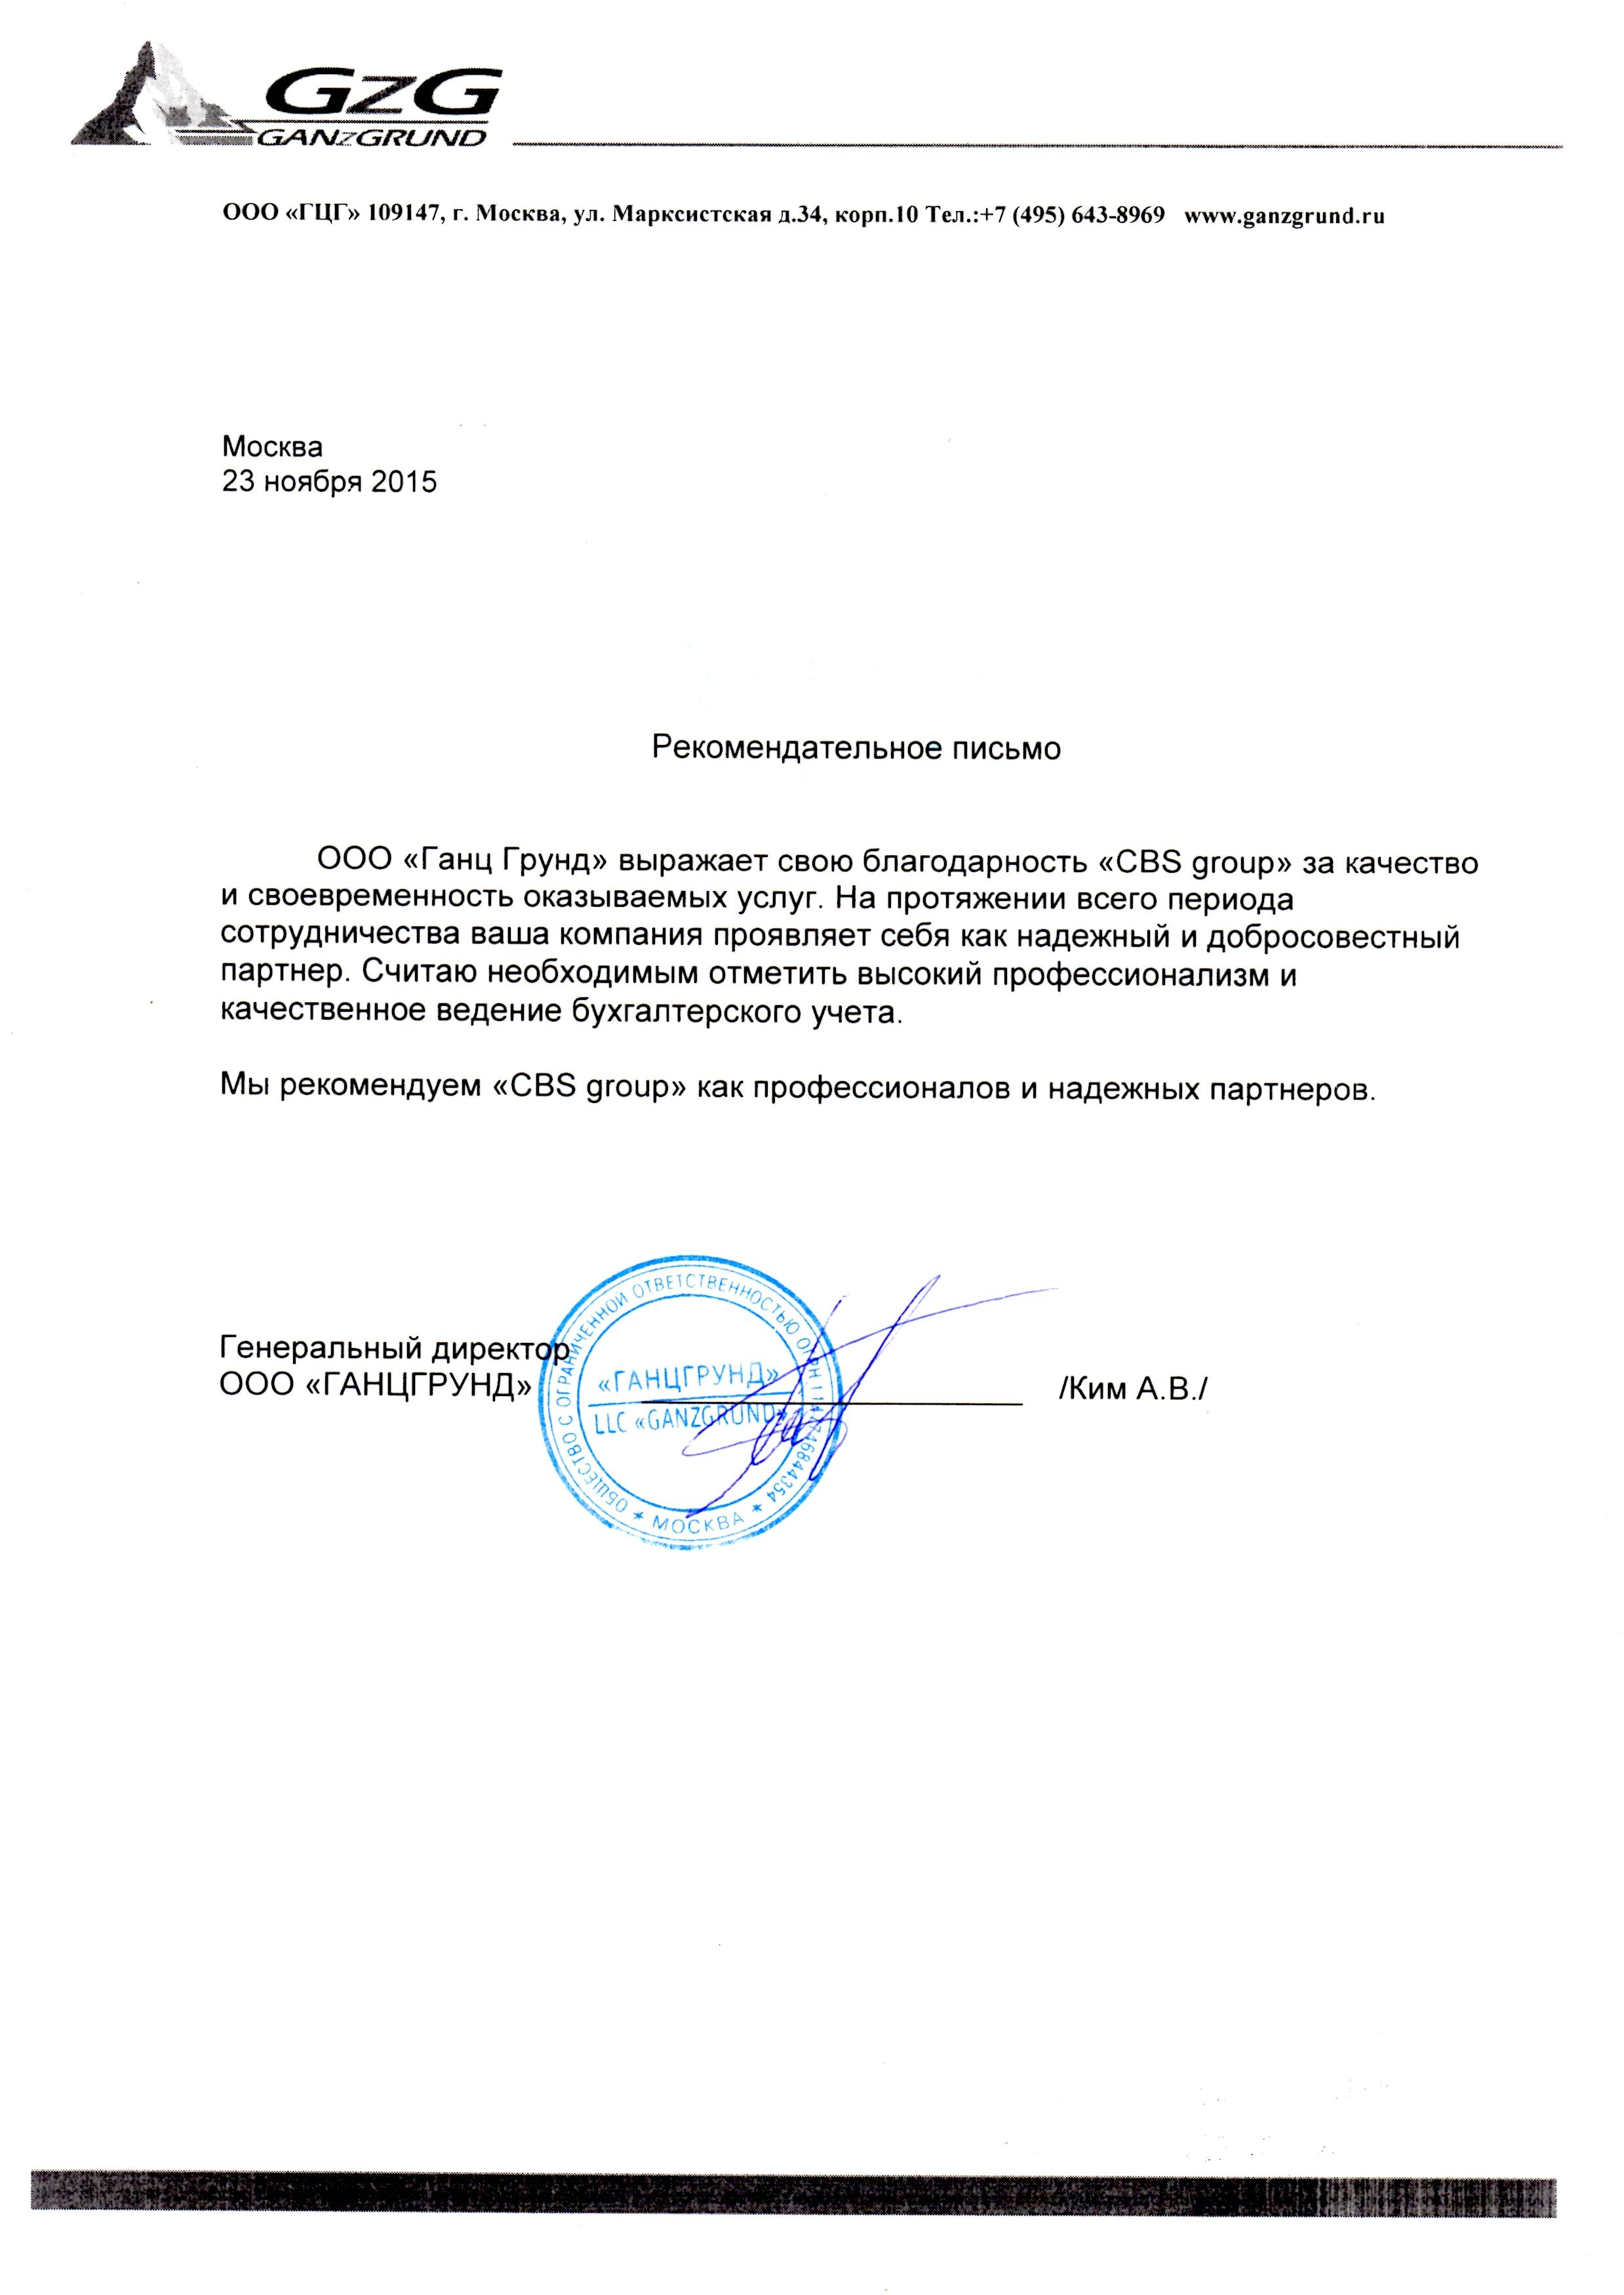 GzG
GANzGRUND
ООО «ГЦГ» 109147, г. Москва, ул. Марксистская д.34, корп.10 Тел.:+7 (495) 643-8969 www.ganzgrund.ru
Москва
23 ноября 2015
Рекомендательное письмо
ООО «Ганц Грунд» выражает свою благодарность «CBS group» за качество
и своевременность оказываемых услуг. На протяжении всего периода
сотрудничества ваша компания проявляет себя как надежный и добросовестный
партнер. Считаю необходимым отметить высокий профессионализм и
качественное ведение бухгалтерского учета.
Мы рекомендуем «CBS group» как профессионалов и надежных партнеров.
Генеральный директор
ООО «ГАНЦГРУНД»
/Ким А.В./
ОБЩЕСТВО С ОГРАНИЧЕННОЙ ОТВЕТСТВЕННОСТЬЮ ОГРН
«ГАНЦГРУНД»
LLC «GANZGRUND»
* МОСКВА *